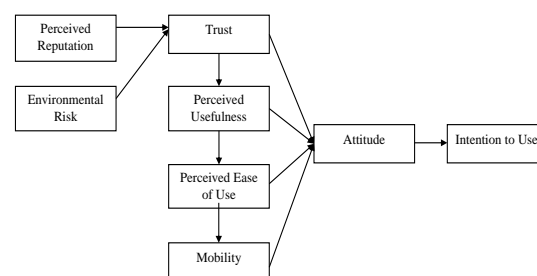 Perceived
Reputation
Trust
Environmental
Risk
Perceived
Usefulness
Attitude
Intention to Use
Perceived Ease
of Use
Mobility